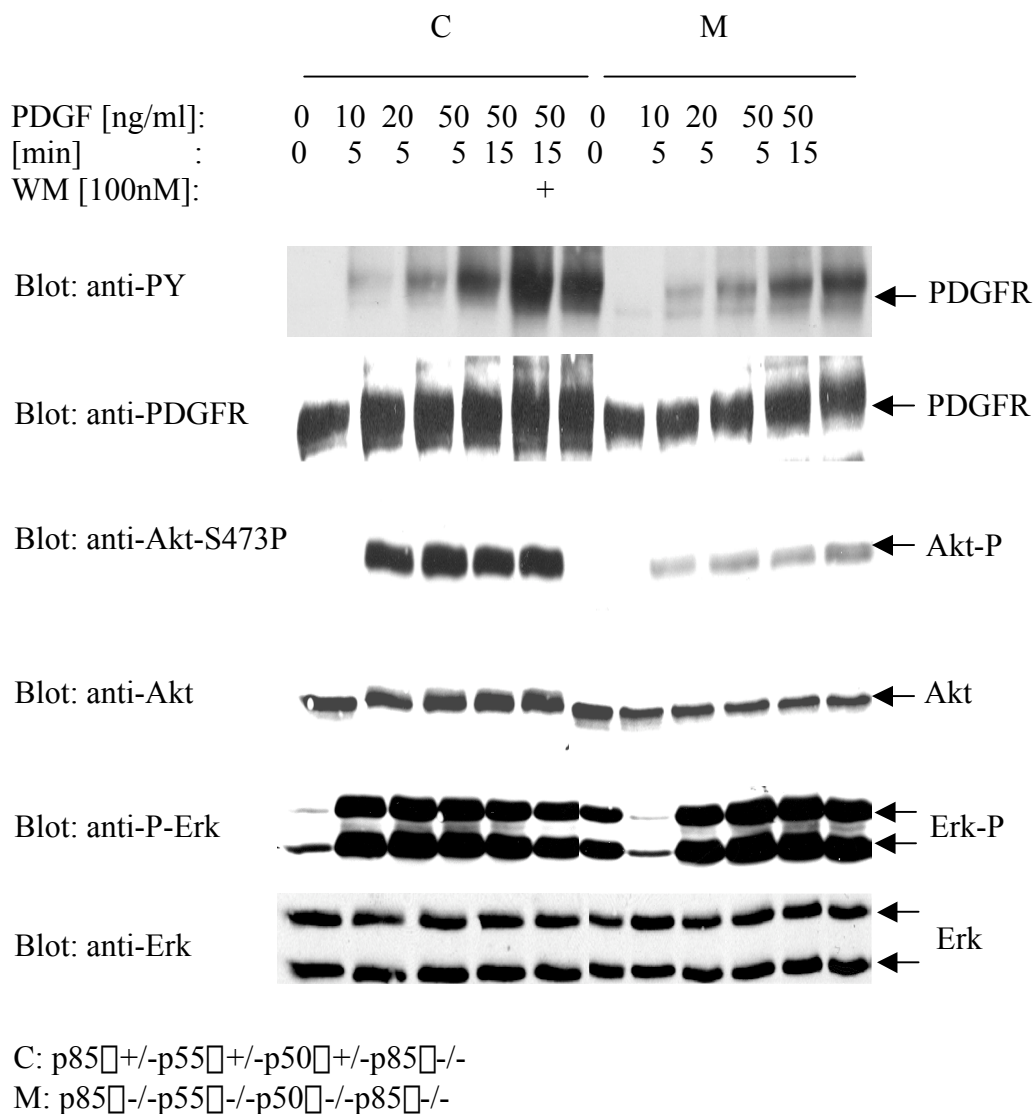 C M
PDGF [ng/ml]: 0 10 20 50 50 50 0 10 20 50 50
[min] : 0 5 5 5 15 15 0 5 5 5 15
WM [100nM]: +
Blot: anti-PY PDGFR
Blot: anti-PDGFR PDGFR
Blot: anti-Akt-S473P Akt-P
Blot: anti-Akt Akt
Blot: anti-P-Erk Erk-P
Blot: anti-Erk Erk
C: p85▯+/-p55▯+/-p50▯+/-p85▯-/-
M: p85▯-/-p55▯-/-p50▯-/-p85▯-/-